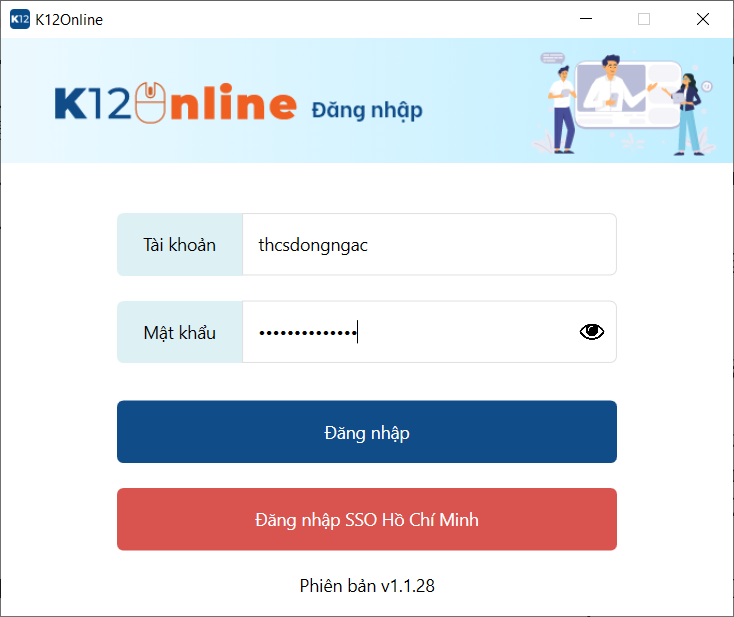 K12 K12Online
K12Online Đăng nhập
Tài khoản thcsdongngac
Mật khẩu ••••••••••••••
Đăng nhập
Đăng nhập SSO Hồ Chí Minh
Phiên bản v1.1.28